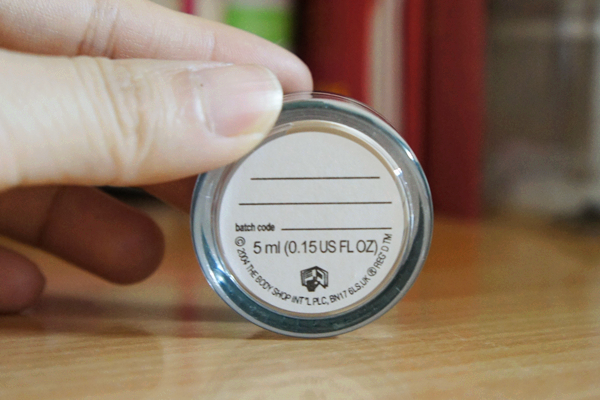 batch code
5 ml (0.15 US FL OZ)
© 2004 THE BODY SHOP INT'L PLC, BN17 6LS.UK ® REG'D TM